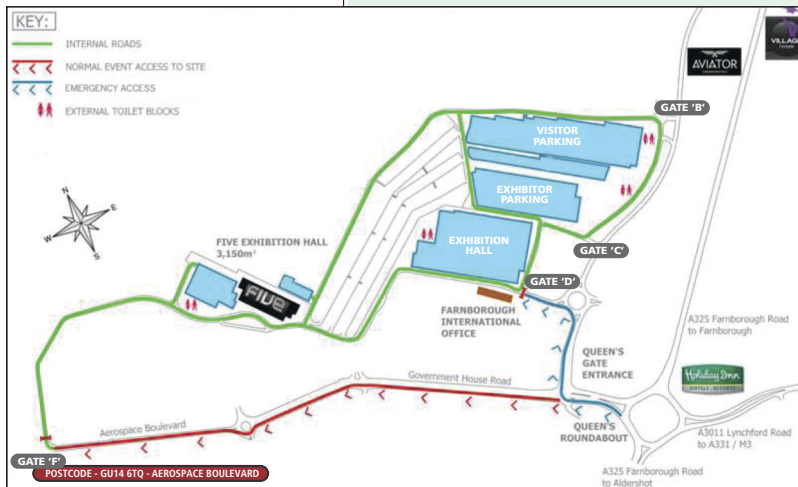 KEY:
INTERNAL ROADS
NORMAL EVENT ACCESS TO SITE
EMERGENCY ACCESS
EXTERNAL TOILET BLOCKS
AVIATOR
VILLAGE
GATE 'B'
VISITOR
PARKING
EXHIBITOR
PARKING
EXHIBITION
HALL
GATE 'C'
GATE 'D'
N
E
S
W
FIVE EXHIBITION HALL
3,150m²
FIVE
FARNBOROUGH
INTERNATIONAL
OFFICE
A325 Farnborough Road
to Farnborough
QUEEN'S
GATE
ENTRANCE
Holiday Inn
HOTELS · RESORTS
Government House Road
Aerospace Boulevard
QUEEN'S
ROUNDABOUT
A3011 Lynchford Road
to A331 / M3
A325 Farnborough Road
to Aldershot
GATE 'F'
POSTCODE - GU14 6TQ - AEROSPACE BOULEVARD